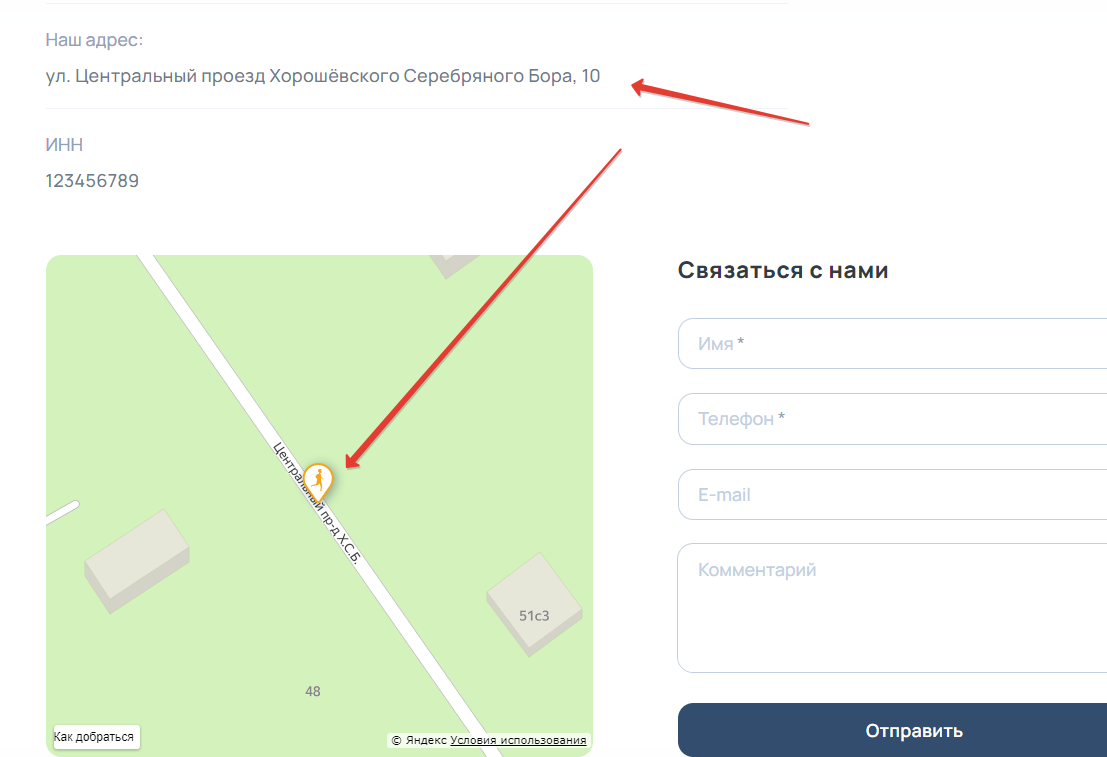 Наш адрес:
ул. Центральный проезд Хорошёвского Серебряного Бора, 10
ИНН
123456789
Связаться с нами
Имя *
Телефон *
E-mail
Комментарий
Отправить
Центральный пр-д Х.С.Б.
51с3
48
Как добраться
© Яндекс Условия использования